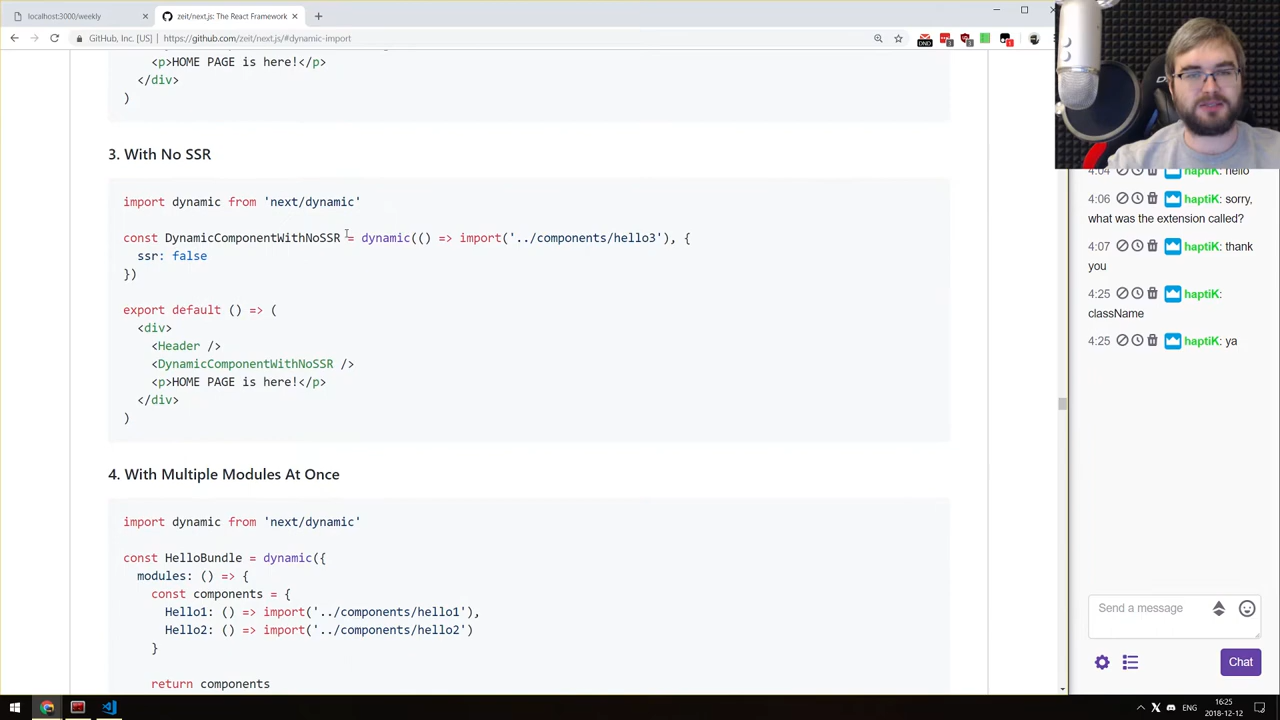 localhost:3000/weekly
zeit/next.js: The React Framework
GitHub, Inc. [US]
https://github.com/zeit/next.js/#dynamic-import
<p>HOME PAGE is here!</p>
</div>
)
3. With No SSR
import dynamic from 'next/dynamic'
const DynamicComponentWithNoSSR = dynamic(() => import('../components/hello3'), {
ssr: false
})
export default () => (
<div>
<Header />
<DynamicComponentWithNoSSR />
<p>HOME PAGE is here!</p>
</div>
)
4. With Multiple Modules At Once
import dynamic from 'next/dynamic'
const HelloBundle = dynamic({
modules: () => {
const components = {
Hello1: () => import('../components/hello1'),
Hello2: () => import('../components/hello2')
}
return components
4:04 haptiK: hello
4:06 haptiK: sorry,
what was the extension called?
4:07 haptiK: thank
you
4:25 haptiK:
className
4:25 haptiK: ya
Send a message
Chat
ENG
16:25
2018-12-12